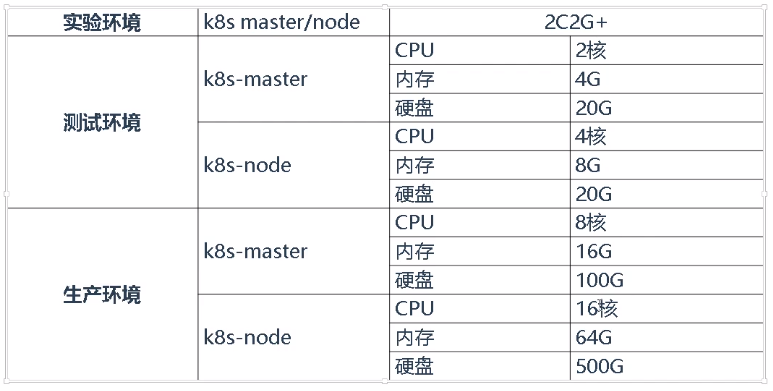 实验环境 k8s master/node 2C2G+
测试环境 k8s-master CPU 2核
内存 4G
硬盘 20G
k8s-node CPU 4核
内存 8G
硬盘 20G
生产环境 k8s-master CPU 8核
内存 16G
硬盘 100G
k8s-node CPU 16核
内存 64G
硬盘 500G